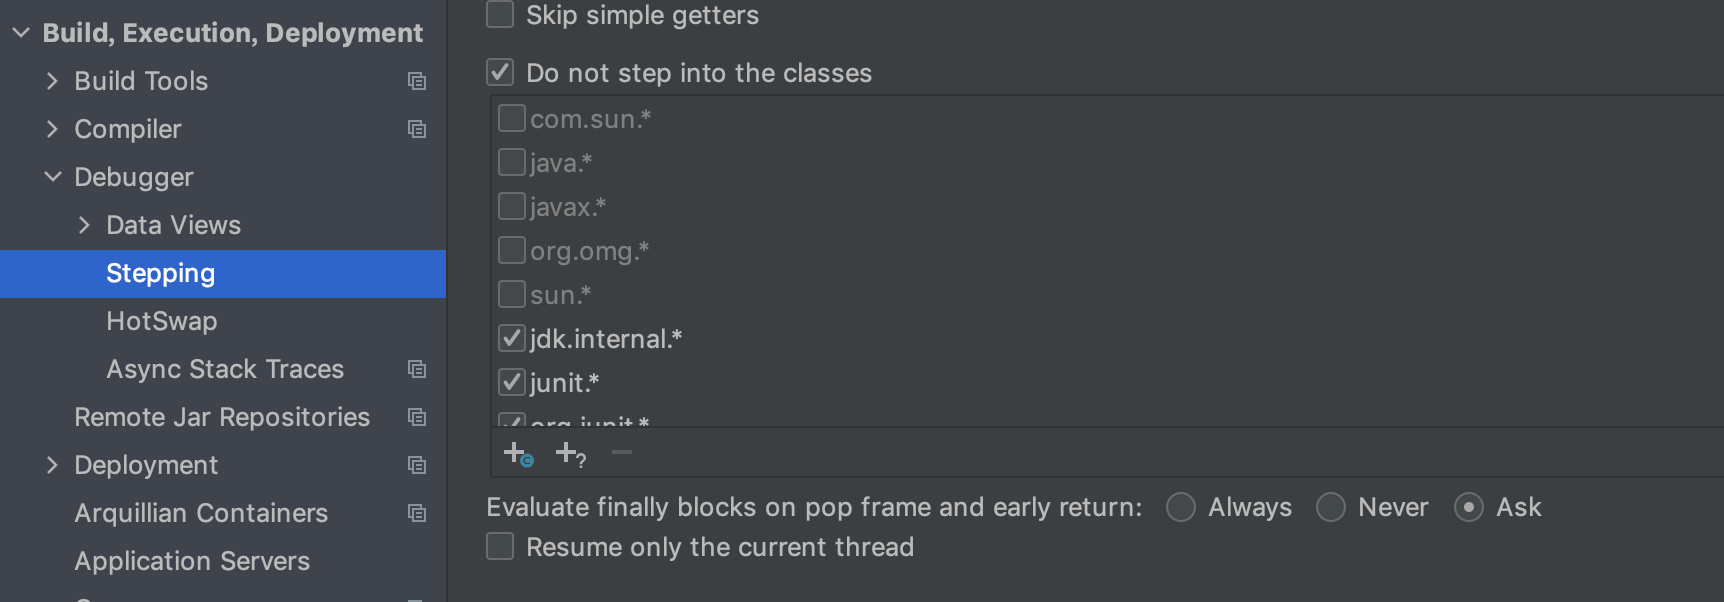 Build, Execution, Deployment
Build Tools
Compiler
Debugger
Data Views
Stepping
HotSwap
Async Stack Traces
Remote Jar Repositories
Deployment
Arquillian Containers
Application Servers
Skip simple getters
Do not step into the classes
com.sun.*
java.*
javax.*
org.omg.*
sun.*
jdk.internal.*
junit.*
org.junit.*
Evaluate finally blocks on pop frame and early return: Always Never Ask
Resume only the current thread